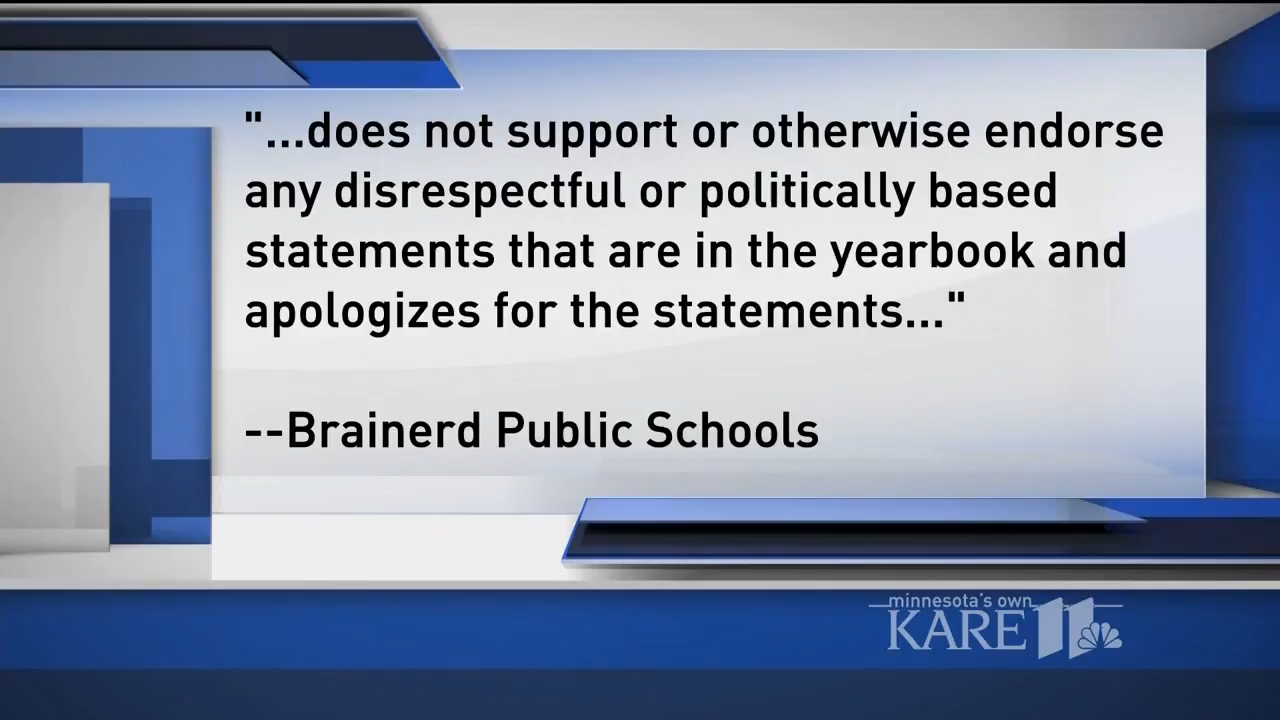 "...does not support or otherwise endorse
any disrespectful or politically based
statements that are in the yearbook and
apologizes for the statements..."
--Brainerd Public Schools
minnesota's own
KARE 11